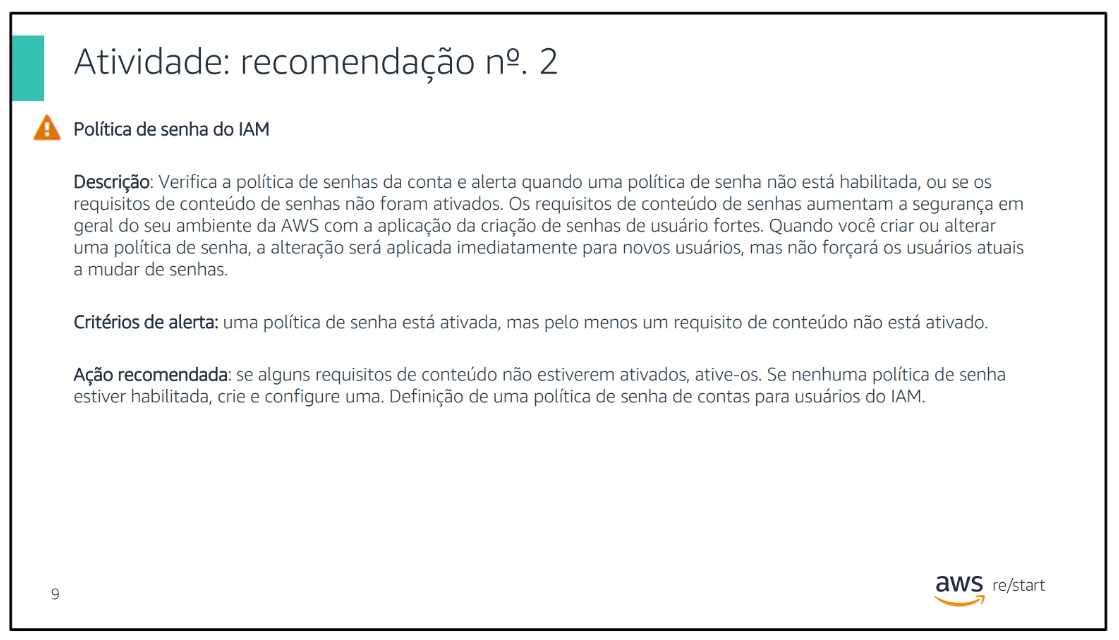 Atividade: recomendação nº. 2
Política de senha do IAM
Descrição: Verifica a política de senhas da conta e alerta quando uma política de senha não está habilitada, ou se os
requisitos de conteúdo de senhas não foram ativados. Os requisitos de conteúdo de senhas aumentam a segurança em
geral do seu ambiente da AWS com a aplicação da criação de senhas de usuário fortes. Quando você criar ou alterar
uma política de senha, a alteração será aplicada imediatamente para novos usuários, mas não forçará os usuários atuais
a mudar de senhas.
Critérios de alerta: uma política de senha está ativada, mas pelo menos um requisito de conteúdo não está ativado.
Ação recomendada: se alguns requisitos de conteúdo não estiverem ativados, ative-os. Se nenhuma política de senha
estiver habilitada, crie e configure uma. Definição de uma política de senha de contas para usuários do IAM.
9
aws re/start